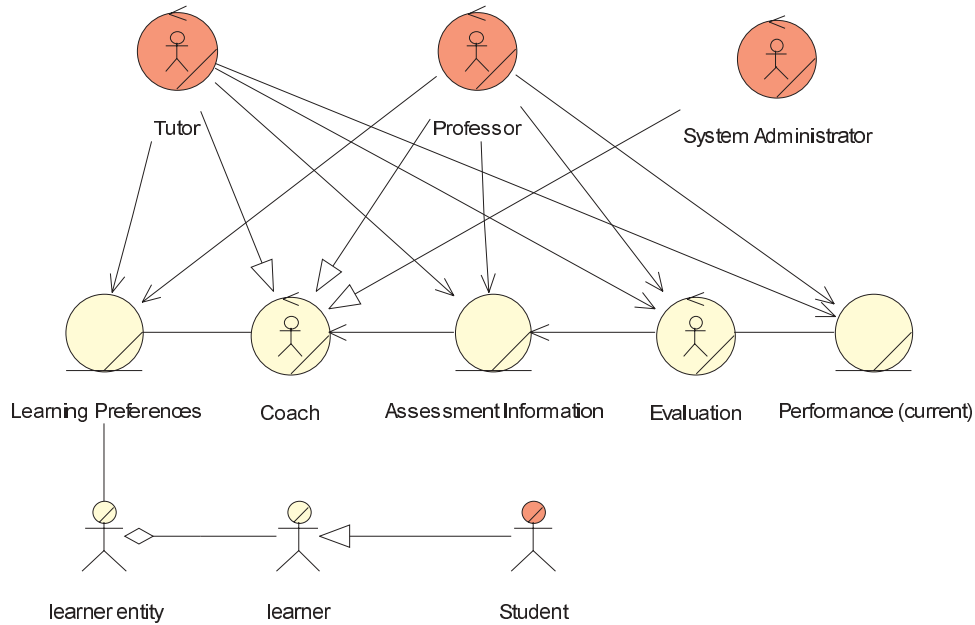 Tutor
Professor
System Administrator
Learning Preferences
Coach
Assessment Information
Evaluation
Performance (current)
learner entity
learner
Student